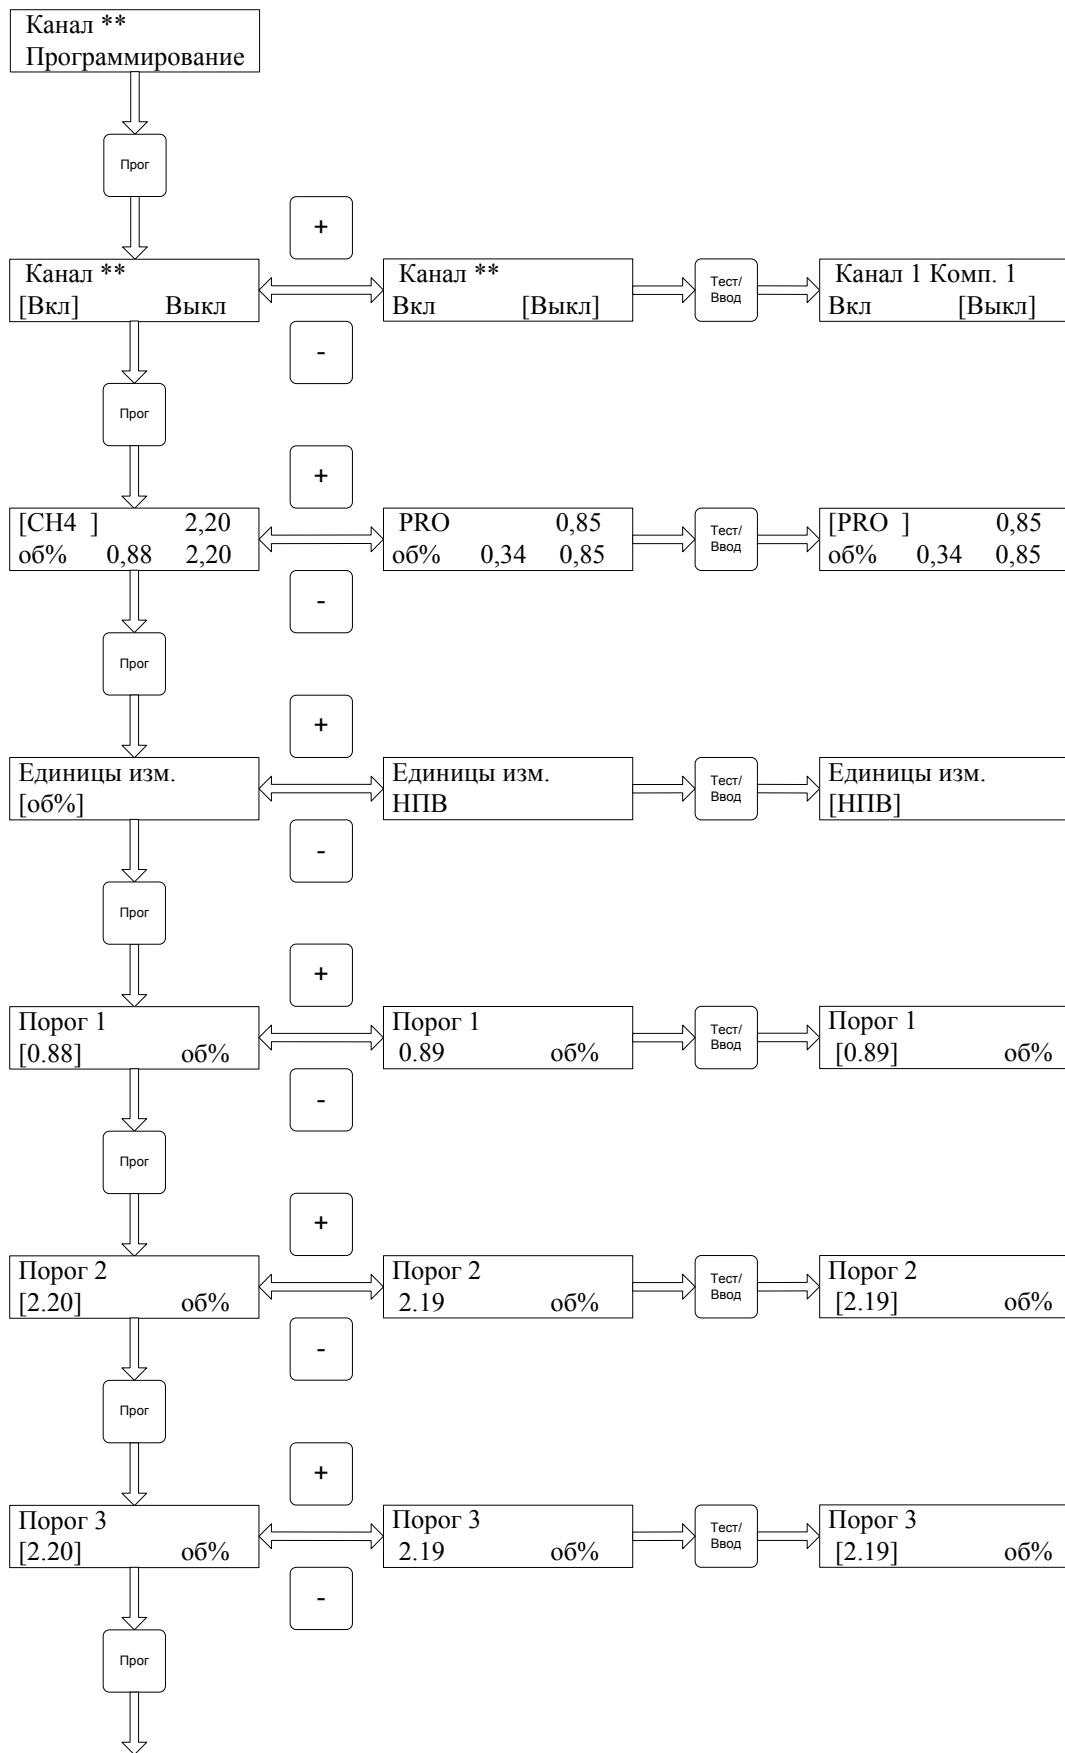 Канал **
Программирование
Прог
+
Канал **
[Вкл] Выкл
Канал **
Вкл [Выкл]
Тест/
Ввод
Канал 1 Комп. 1
Вкл [Выкл]
-
Прог
+
[CH4 ] 2,20
об% 0,88 2,20
PRO 0,85
об% 0,34 0,85
Тест/
Ввод
[PRO ] 0,85
об% 0,34 0,85
-
Прог
+
Единицы изм.
[об%]
Единицы изм.
НПВ
Тест/
Ввод
Единицы изм.
[НПВ]
-
Прог
+
Порог 1
[0.88] об%
Порог 1
0.89 об%
Тест/
Ввод
Порог 1
[0.89] об%
-
Прог
+
Порог 2
[2.20] об%
Порог 2
2.19 об%
Тест/
Ввод
Порог 2
[2.19] об%
-
Прог
+
Порог 3
[2.20] об%
Порог 3
2.19 об%
Тест/
Ввод
Порог 3
[2.19] об%
-
Прог